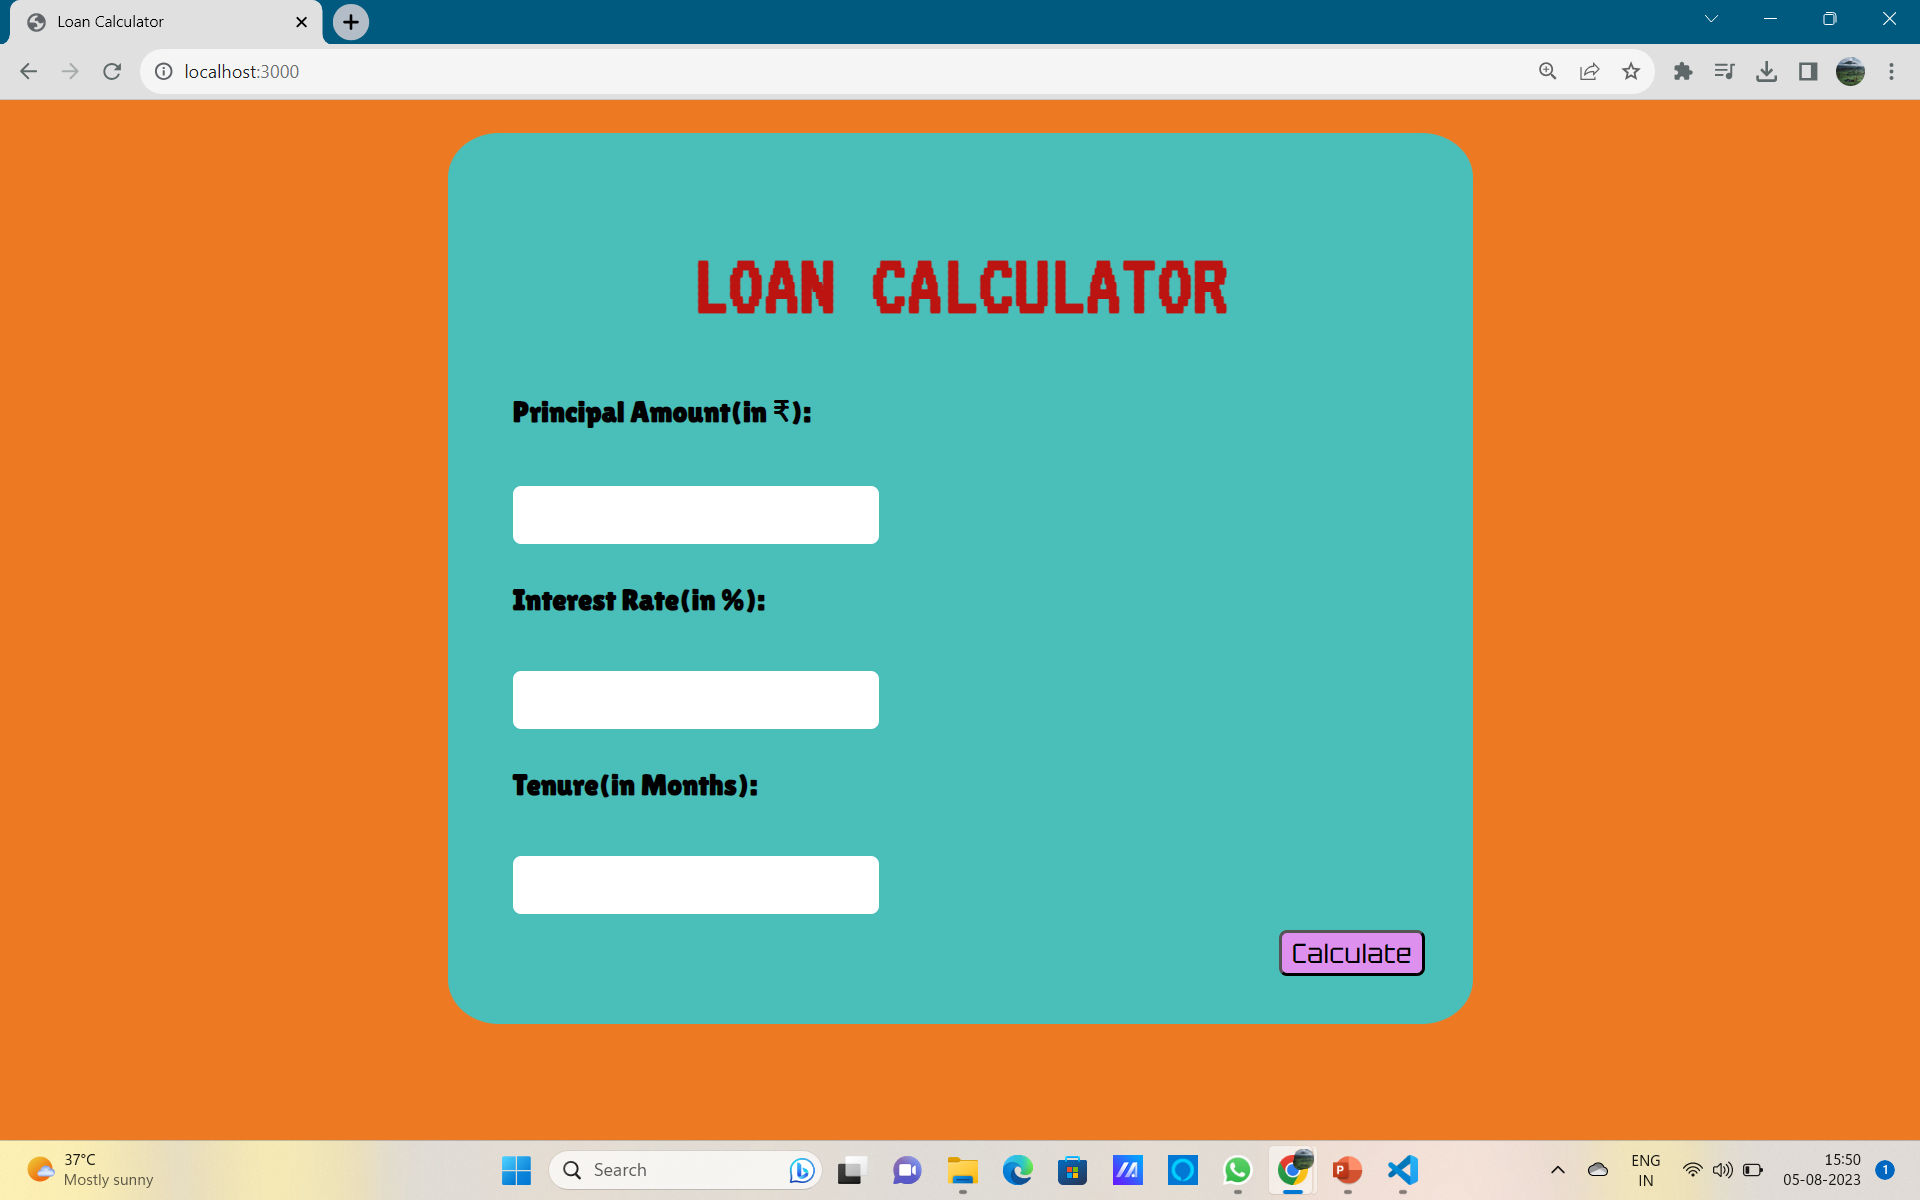 Loan Calculator
localhost:3000
LOAN CALCULATOR
Principal Amount(in ₹):
Interest Rate(in %):
Tenure(in Months):
Calculate
37°C
Mostly sunny
Search
ENG
IN
15:50
05-08-2023
1